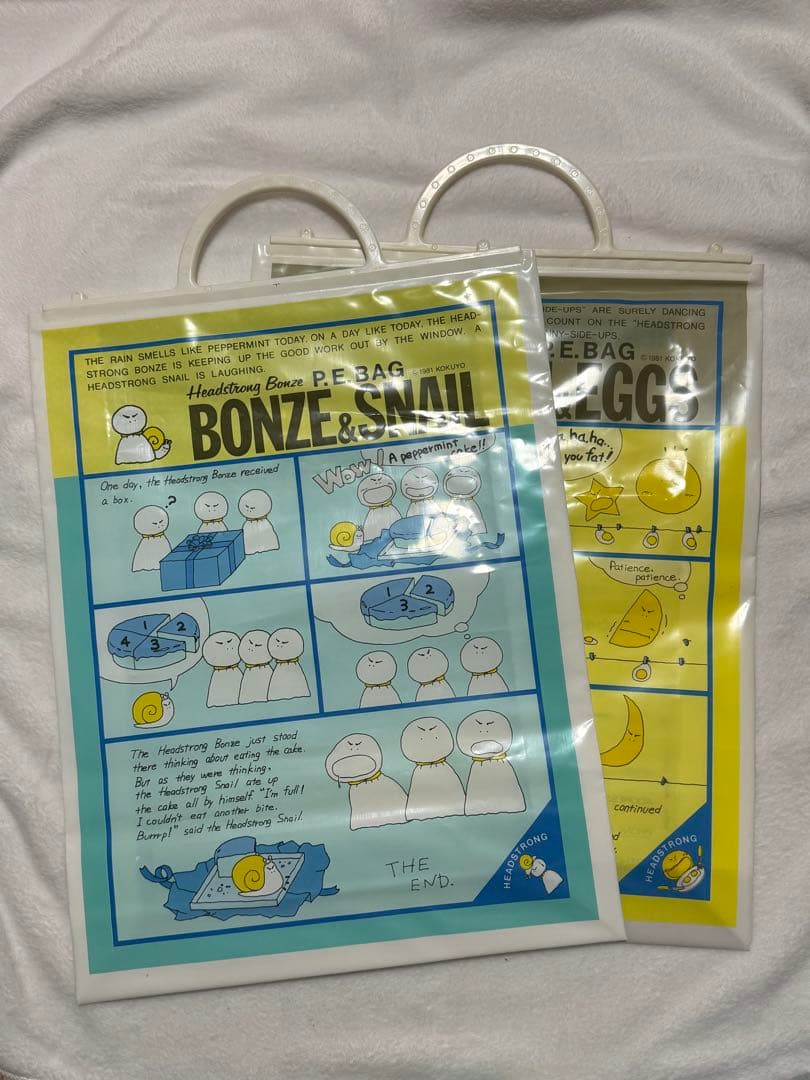 THE RAIN SMELLS LIKE PEPPERMINT TODAY. ON A DAY LIKE TODAY, THE HEAD-
STRONG BONZE IS KEEPING UP THE GOOD WORK OUT BY THE WINDOW. A
HEADSTRONG SNAIL IS LAUGHING.
Headstrong Bonze P.E. BAG © 1981 KOKUYO
BONZE & SNAIL
One day, the Headstrong Bonze received
a box.
?
WOW! A peppermint
cake!!
1 2
4 3
1 2
3
The Headstrong Bonze just stood
there thinking about eating the cake.
But as they were thinking,
the Headstrong Snail ate up
the cake all by himself. "I'm full!
I couldn't eat another bite.
Burrrp!" said the Headstrong Snail.
THE
END.
HEADSTRONG
IDE-UPS" ARE SURELY DANCING
COUNT ON THE "HEADSTRONG
NY-SIDE-UPS.
P.E. BAG © 1981 KOKUYO
& EGGS
ha, ha...
you fat!
Patience.
patience.
continued
HEADSTRONG